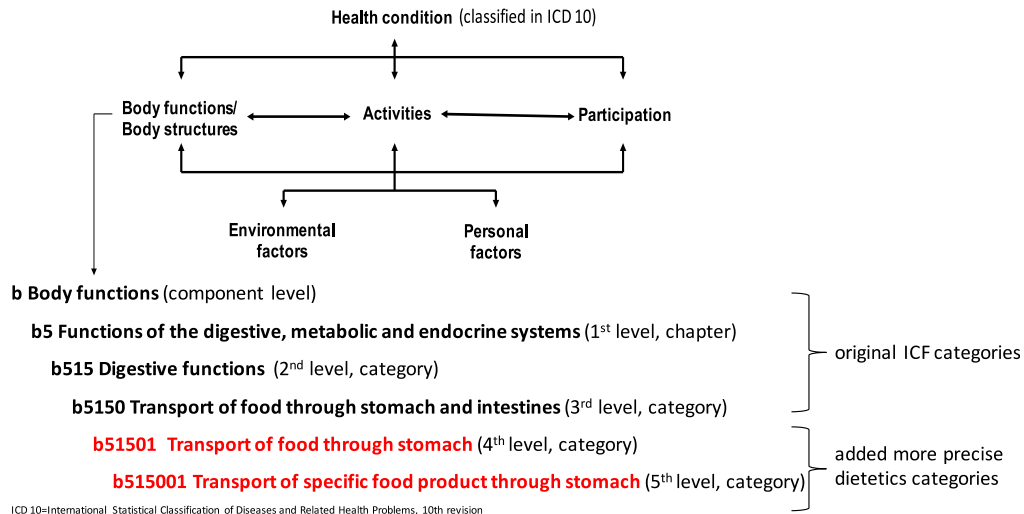 Health condition (classified in ICD 10)
Body functions/
Body structures
Activities
Participation
Environmental
factors
Personal
factors
b Body functions (component level)
b5 Functions of the digestive, metabolic and endocrine systems (1st level, chapter)
b515 Digestive functions (2nd level, category)
b5150 Transport of food through stomach and intestines (3rd level, category)
original ICF categories
b51501 Transport of food through stomach (4th level, category)
b515001 Transport of specific food product through stomach (5th level, category)
added more precise
dietetics categories
ICD 10=International Statistical Classification of Diseases and Related Health Problems. 10th revision